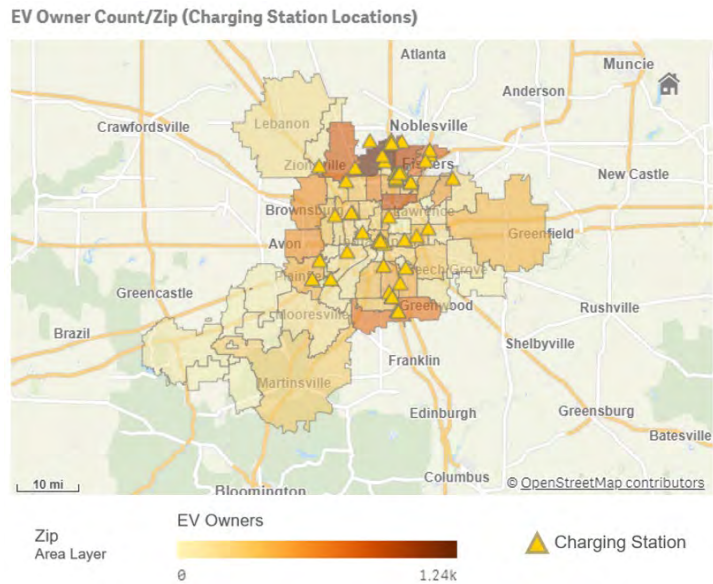 EV Owner Count/Zip (Charging Station Locations)
Atlanta
Muncie
Anderson
Lebanon
Crawfordsville
Noblesville
Zionsville
Fishers
New Castle
Brownsburg
Lawrence
Avon
Greenfield
Plainfield
Beech Grove
Greencastle
Mooresville
Greenwood
Rushville
Brazil
Shelbyville
Franklin
Martinsville
Edinburgh
Greensburg
Batesville
Columbus
10 mi
Bloomington
© OpenStreetMap contributors
Zip
Area Layer
EV Owners
0
1.24k
Charging Station